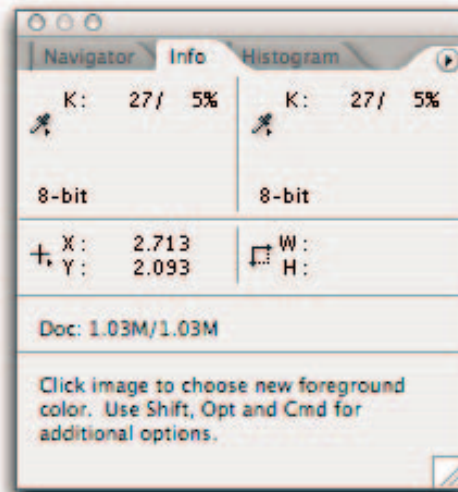 Navigator Info Histogram
K: 27/ 5% K: 27/ 5%
8-bit 8-bit
X: 2.713 W:
Y: 2.093 H:
Doc: 1.03M/1.03M
Click image to choose new foreground
color. Use Shift, Opt and Cmd for
additional options.